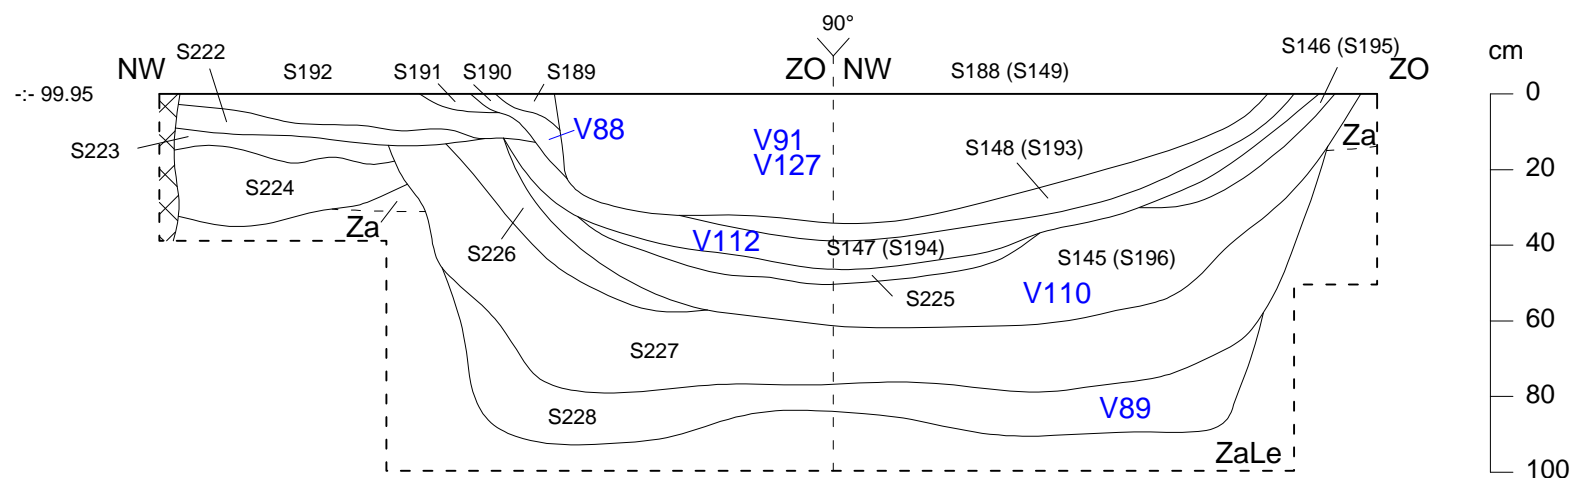 90°
S222
S146 (S195)
cm
NW
S192
S191
S190
S189
ZO
NW
S188 (S149)
ZO
-:- 99.95
0
V88
V91
V127
Za
S223
S148 (S193)
20
S224
Za
V112
S147 (S194)
40
S226
S145 (S196)
S225
V110
60
S227
80
S228
V89
ZaLe
100